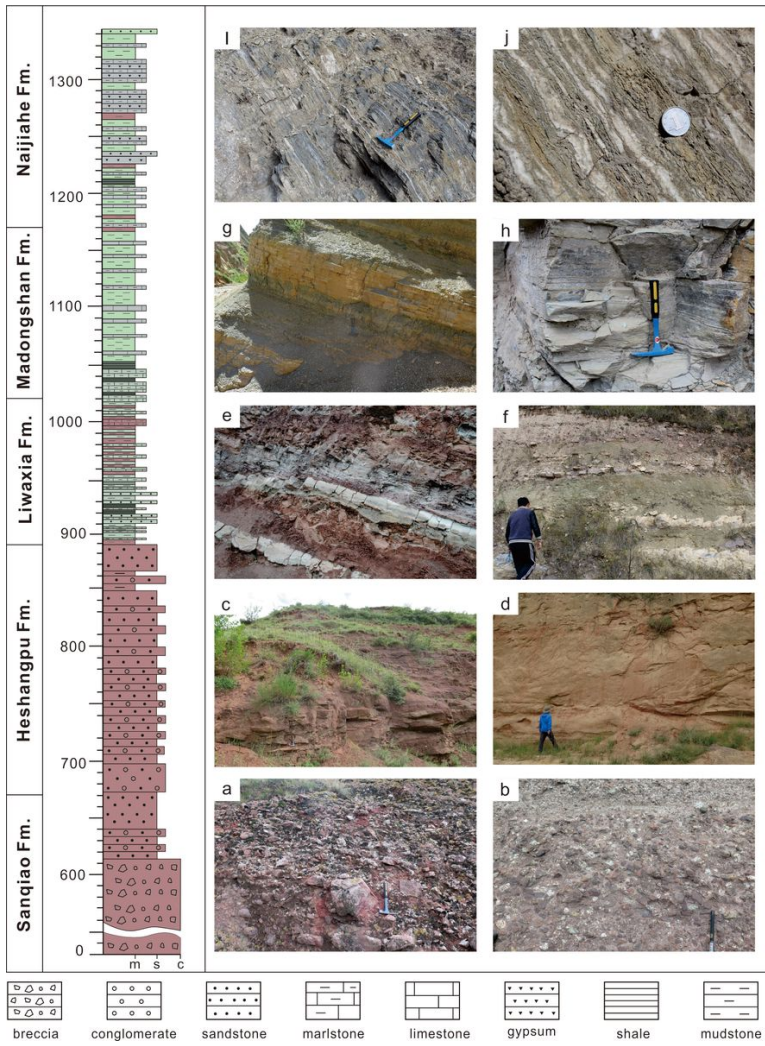 Naijiahe Fm.
Madongshan Fm.
Liwaxia Fm.
Heshangpu Fm.
Sanqiao Fm.
1300
1200
1100
1000
900
800
700
600
0
m s c
I
j
g
h
e
f
c
d
a
b
breccia conglomerate sandstone marlstone limestone gypsum shale mudstone